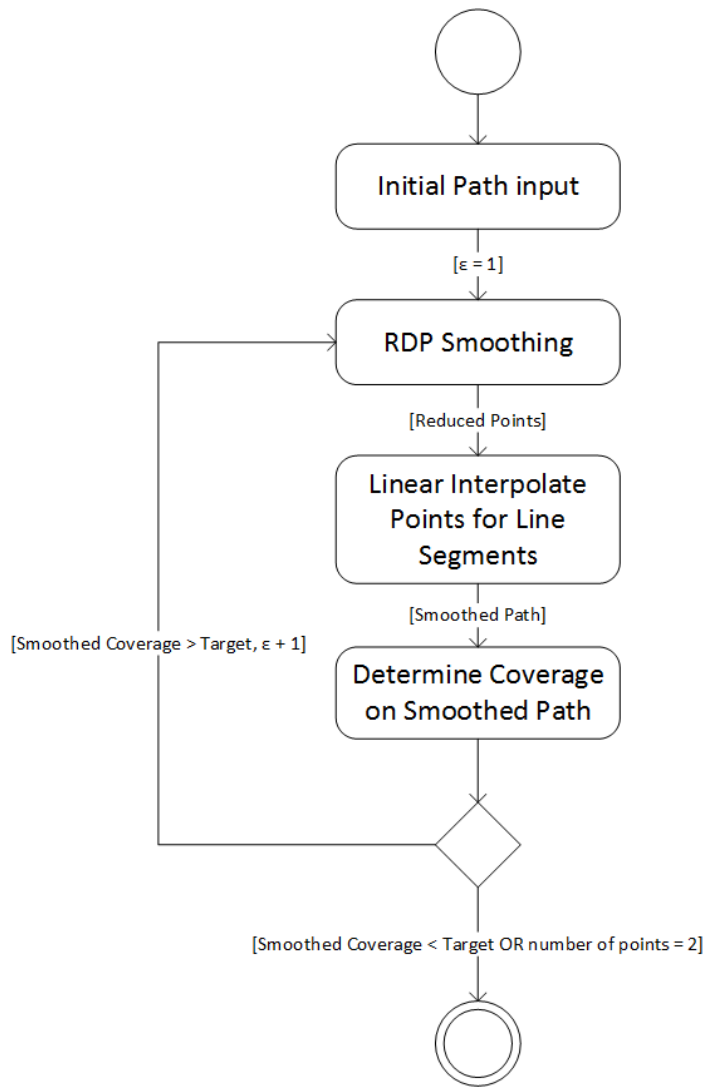 Initial Path input
[ε = 1]
RDP Smoothing
[Reduced Points]
Linear Interpolate
Points for Line
Segments
[Smoothed Path]
[Smoothed Coverage > Target, ε + 1]
Determine Coverage
on Smoothed Path
[Smoothed Coverage < Target OR number of points = 2]